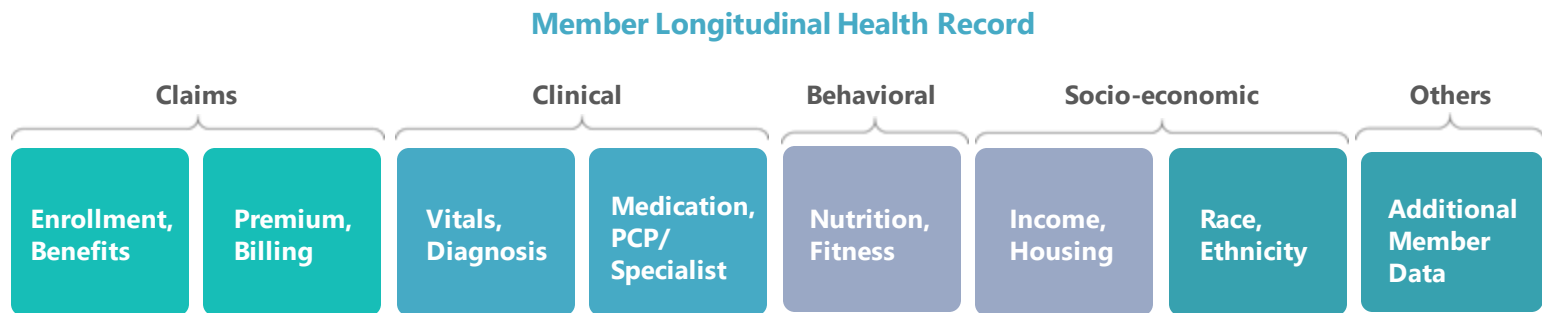 Member Longitudinal Health Record
Claims
Clinical
Behavioral
Socio-economic
Others
Enrollment,
Benefits
Premium,
Billing
Vitals,
Diagnosis
Medication,
PCP/
Specialist
Nutrition,
Fitness
Income,
Housing
Race,
Ethnicity
Additional
Member
Data